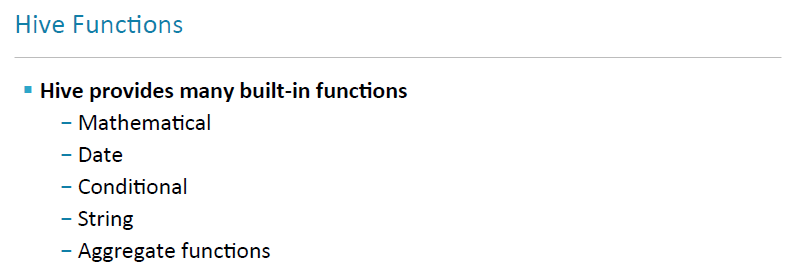 Hive Functions
▪ Hive provides many built-in functions
– Mathematical
– Date
– Conditional
– String
– Aggregate functions